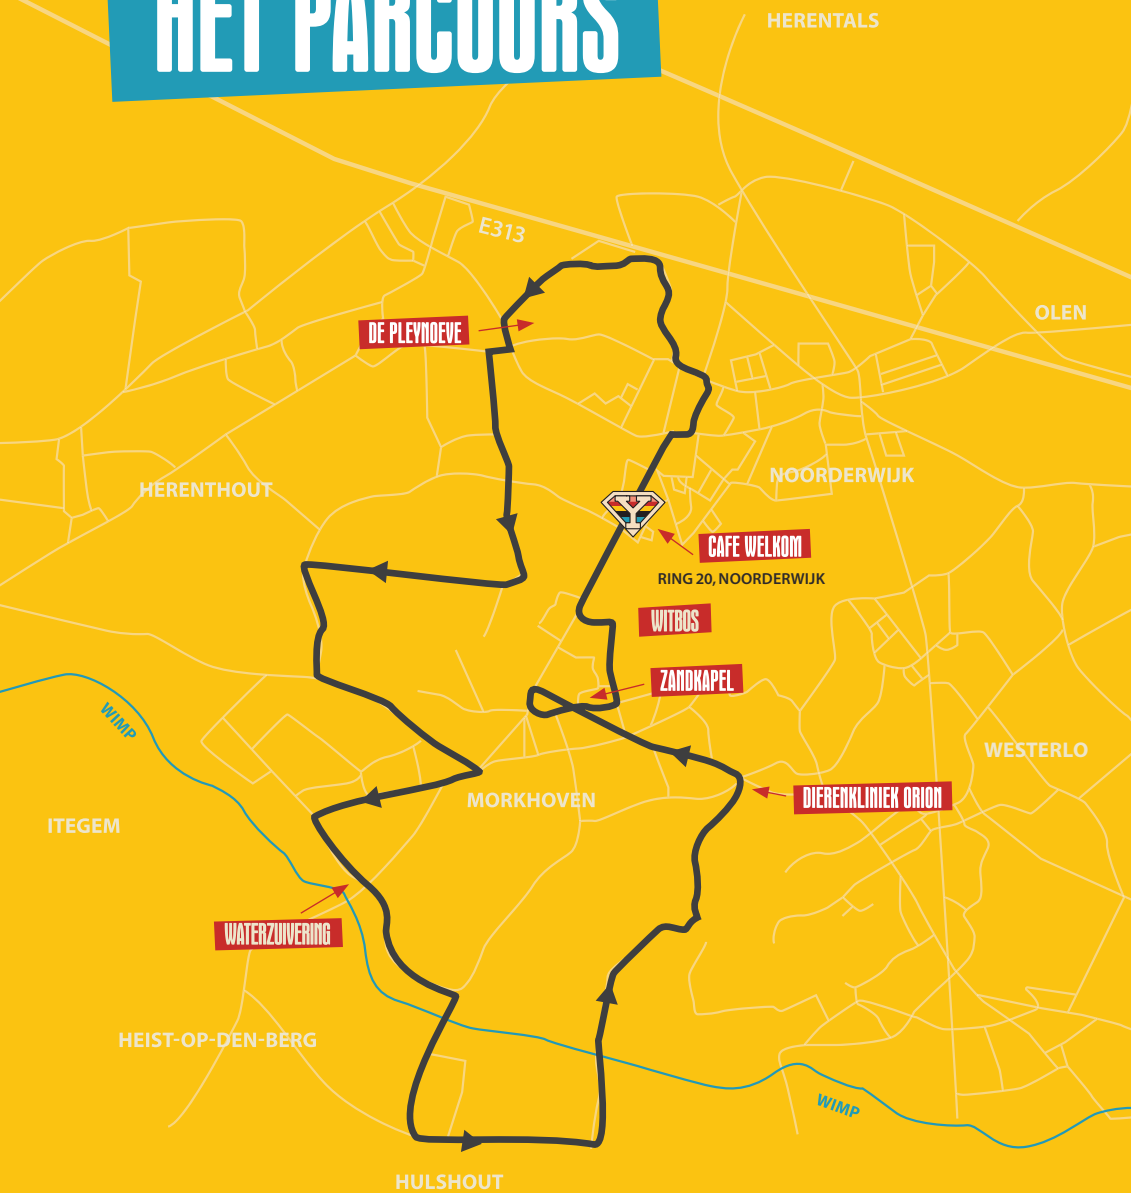 HET PARCOURS
HERENTALS
E313
OLEN
DE PLEYNOEVE
NOORDERWIJK
HERENTHOUT
Y
CAFE WELKOM
RING 20, NOORDERWIJK
WITBOS
ZANDKAPEL
WIMP
WESTERLO
DIERENKLINIEK ORION
MORKHOVEN
ITEGEM
WATERZUIVERING
HEIST-OP-DEN-BERG
WIMP
HULSHOUT